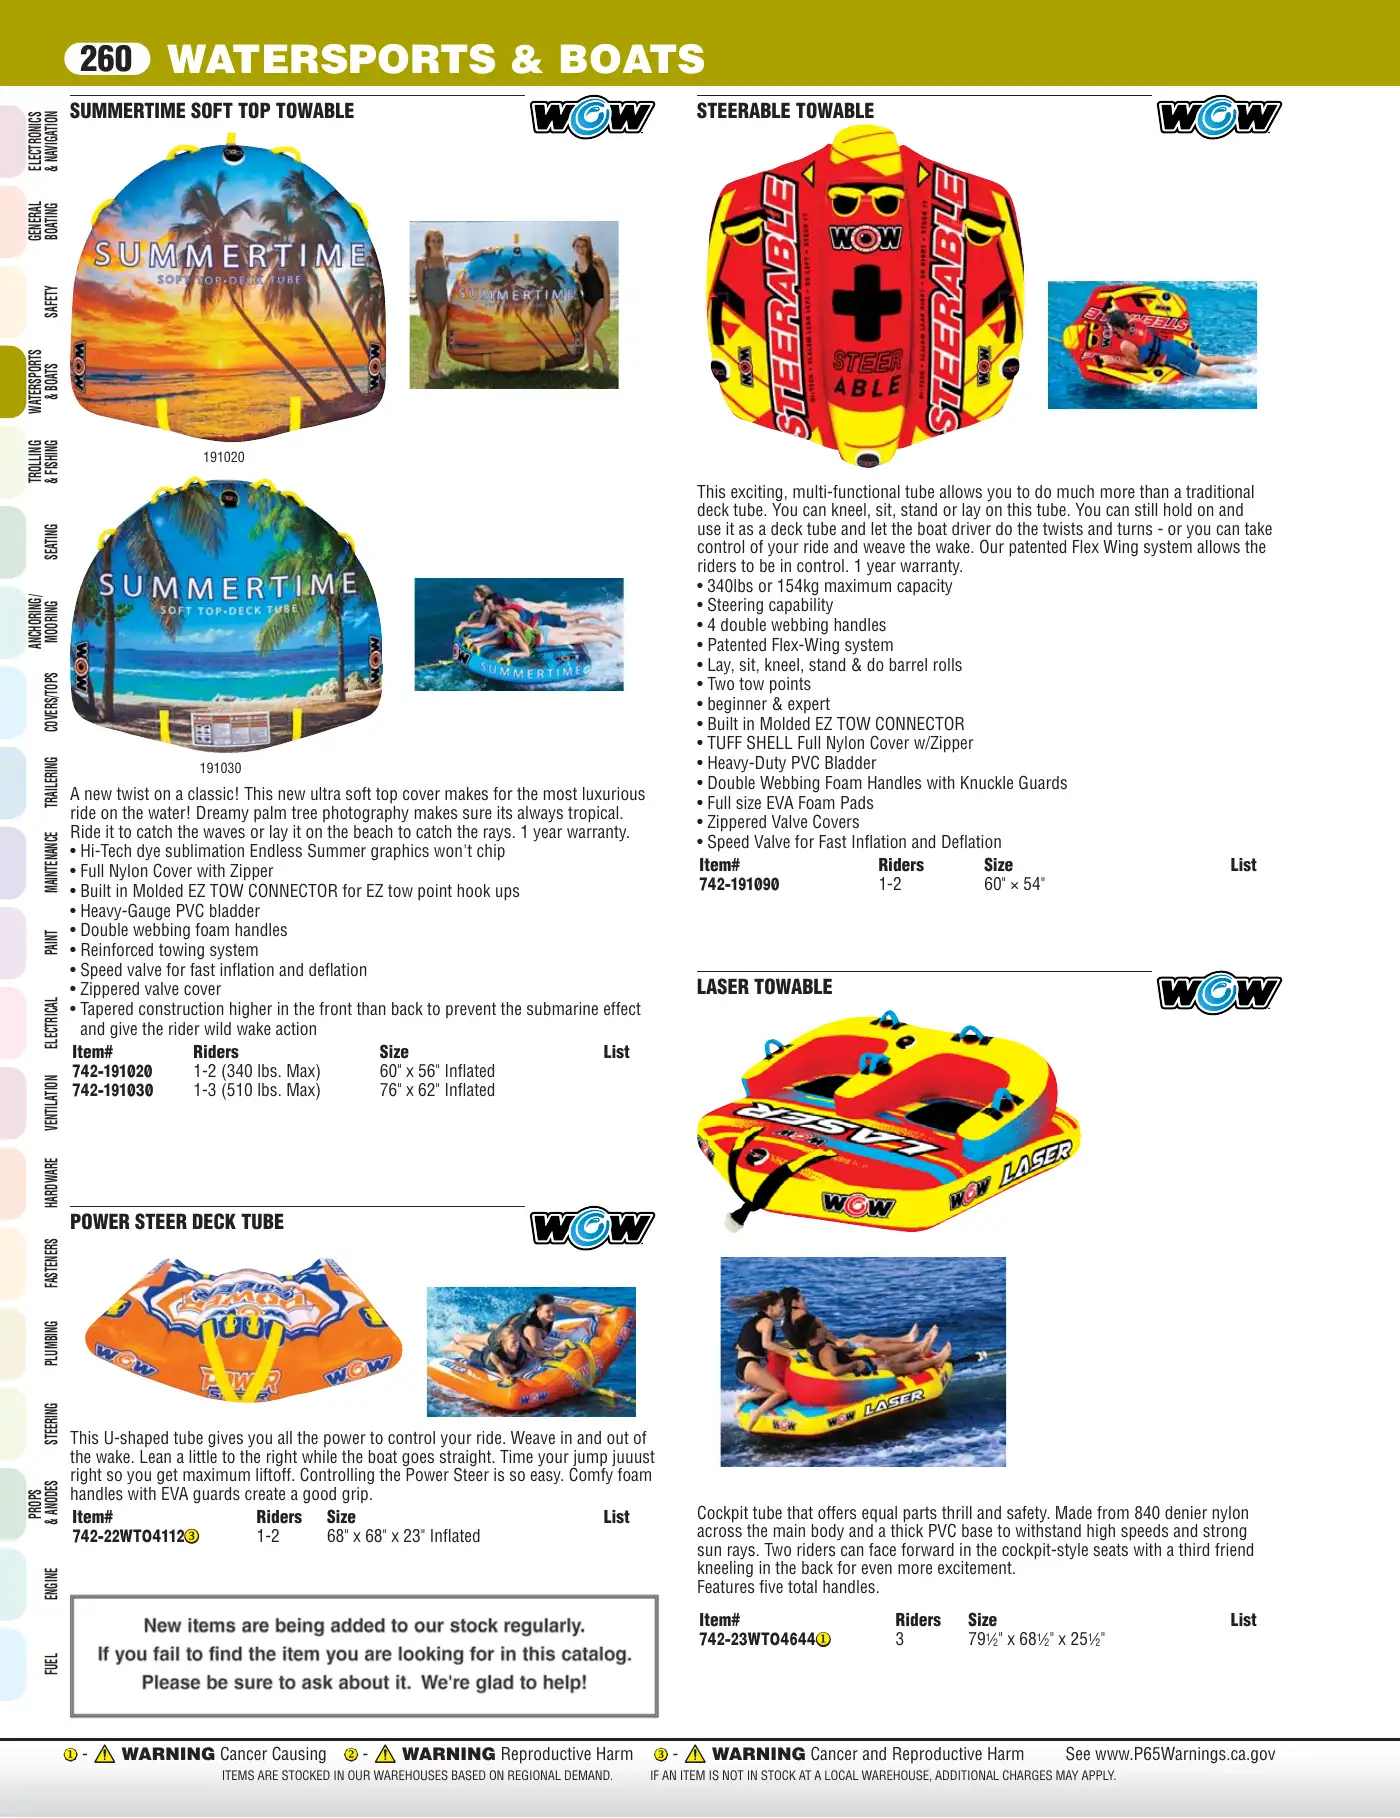 260 WATERSPORTS & BOATS
ELECTRONICS
& NAVIGATION
GENERAL
BOATING
SAFETY
WATERSPORTS
& BOATS
TROLLING
& FISHING
SEATING
ANCHORING/
MOORING
COVERS/TOPS
TRAILERING
MAINTENANCE
PAINT
ELECTRICAL
VENTILATION
HARDWARE
FASTENERS
PLUMBING
STEERING
PROPS
& ANODES
ENGINE
FUEL
SUMMERTIME SOFT TOP TOWABLE
WOW
SUMMERTIME
SOFT TOP•DECK TUBE
WOW
WOW
SUMMERTIME
191020
SUMMERTIME
SOFT TOP•DECK TUBE
WOW
WOW
SUMMERTIME
191030
A new twist on a classic! This new ultra soft top cover makes for the most luxurious
ride on the water! Dreamy palm tree photography makes sure its always tropical.
Ride it to catch the waves or lay it on the beach to catch the rays. 1 year warranty.
• Hi-Tech dye sublimation Endless Summer graphics won't chip
• Full Nylon Cover with Zipper
• Built in Molded EZ TOW CONNECTOR for EZ tow point hook ups
• Heavy-Gauge PVC bladder
• Double webbing foam handles
• Reinforced towing system
• Speed valve for fast inflation and deflation
• Zippered valve cover
• Tapered construction higher in the front than back to prevent the submarine effect
and give the rider wild wake action
Item# Riders Size List
742-191020 1-2 (340 lbs. Max) 60" x 56" Inflated
742-191030 1-3 (510 lbs. Max) 76" x 62" Inflated
POWER STEER DECK TUBE
WOW
POWER
STEER
WOW
POWER
STEER
WOW
This U-shaped tube gives you all the power to control your ride. Weave in and out of
the wake. Lean a little to the right while the boat goes straight. Time your jump juuust
right so you get maximum liftoff. Controlling the Power Steer is so easy. Comfy foam
handles with EVA guards create a good grip.
Item# Riders Size List
742-22WTO4112 3 1-2 68" x 68" x 23" Inflated
New items are being added to our stock regularly.
If you fail to find the item you are looking for in this catalog.
Please be sure to ask about it. We're glad to help!
STEERABLE TOWABLE
WOW
STEERABLE
WOW
STEERABLE
STEER
ABLE
WOW
WOW
This exciting, multi-functional tube allows you to do much more than a traditional
deck tube. You can kneel, sit, stand or lay on this tube. You can still hold on and
use it as a deck tube and let the boat driver do the twists and turns - or you can take
control of your ride and weave the wake. Our patented Flex Wing system allows the
riders to be in control. 1 year warranty.
• 340lbs or 154kg maximum capacity
• Steering capability
• 4 double webbing handles
• Patented Flex-Wing system
• Lay, sit, kneel, stand & do barrel rolls
• Two tow points
• beginner & expert
• Built in Molded EZ TOW CONNECTOR
• TUFF SHELL Full Nylon Cover w/Zipper
• Heavy-Duty PVC Bladder
• Double Webbing Foam Handles with Knuckle Guards
• Full size EVA Foam Pads
• Zippered Valve Covers
• Speed Valve for Fast Inflation and Deflation
Item# Riders Size List
742-191090 1-2 60" × 54"
LASER TOWABLE
WOW
LASER
WOW
LASER
WOW
WOW
WOW
WOW
LASER
Cockpit tube that offers equal parts thrill and safety. Made from 840 denier nylon
across the main body and a thick PVC base to withstand high speeds and strong
sun rays. Two riders can face forward in the cockpit-style seats with a third friend
kneeling in the back for even more excitement.
Features five total handles.
Item# Riders Size List
742-23WTO4644 1 3 79½" x 68½" x 25½"
1 - WARNING Cancer Causing 2 - WARNING Reproductive Harm 3 - WARNING Cancer and Reproductive Harm See www.P65Warnings.ca.gov
ITEMS ARE STOCKED IN OUR WAREHOUSES BASED ON REGIONAL DEMAND. IF AN ITEM IS NOT IN STOCK AT A LOCAL WAREHOUSE, ADDITIONAL CHARGES MAY APPLY.